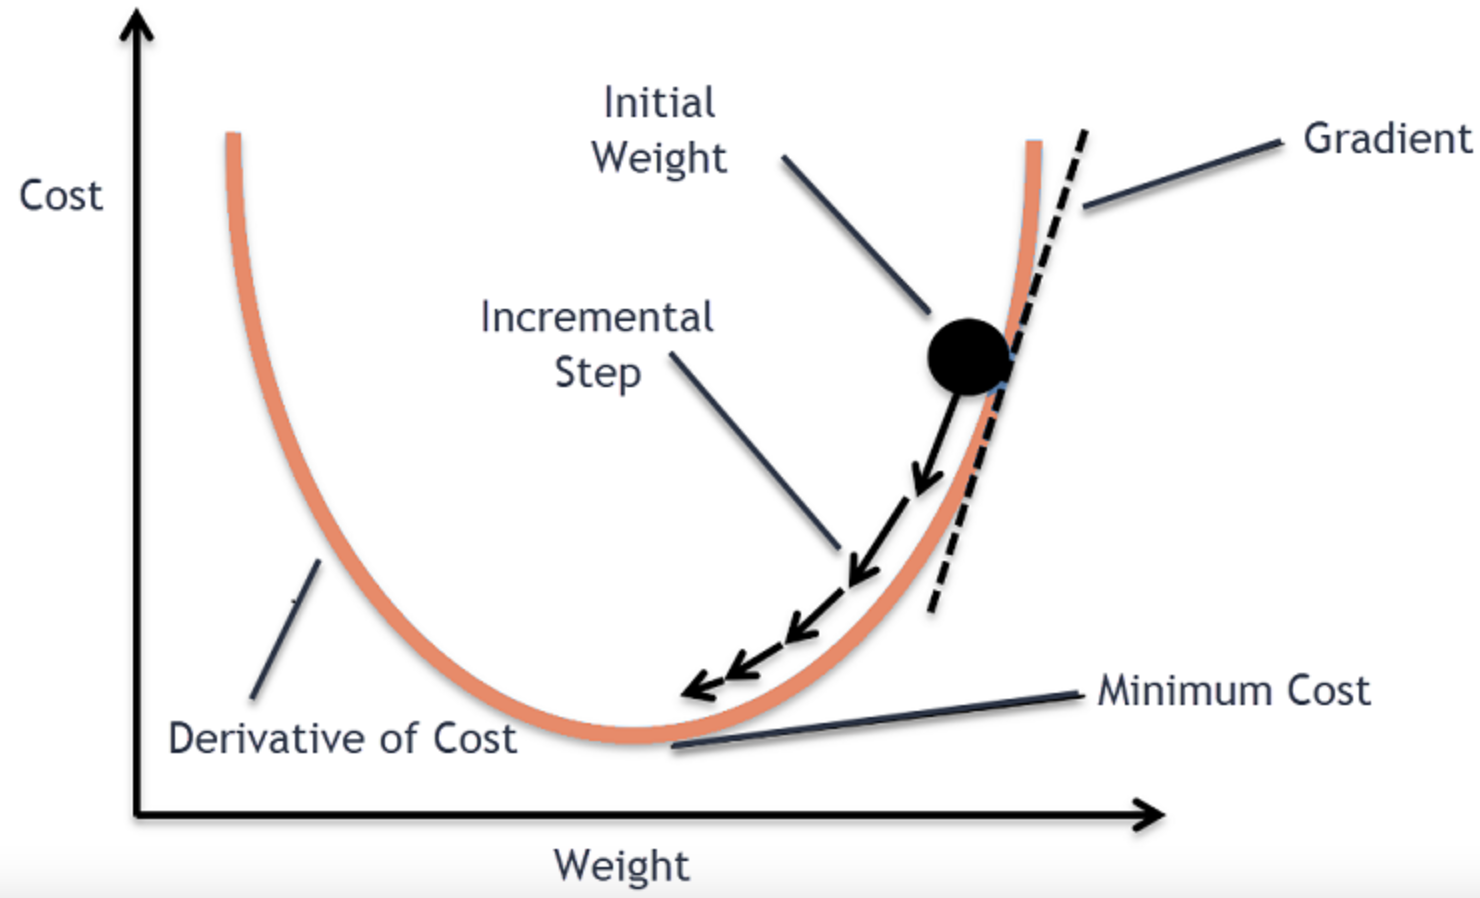 Initial
Weight
Gradient
Cost
Incremental
Step
Minimum Cost
Derivative of Cost
Weight